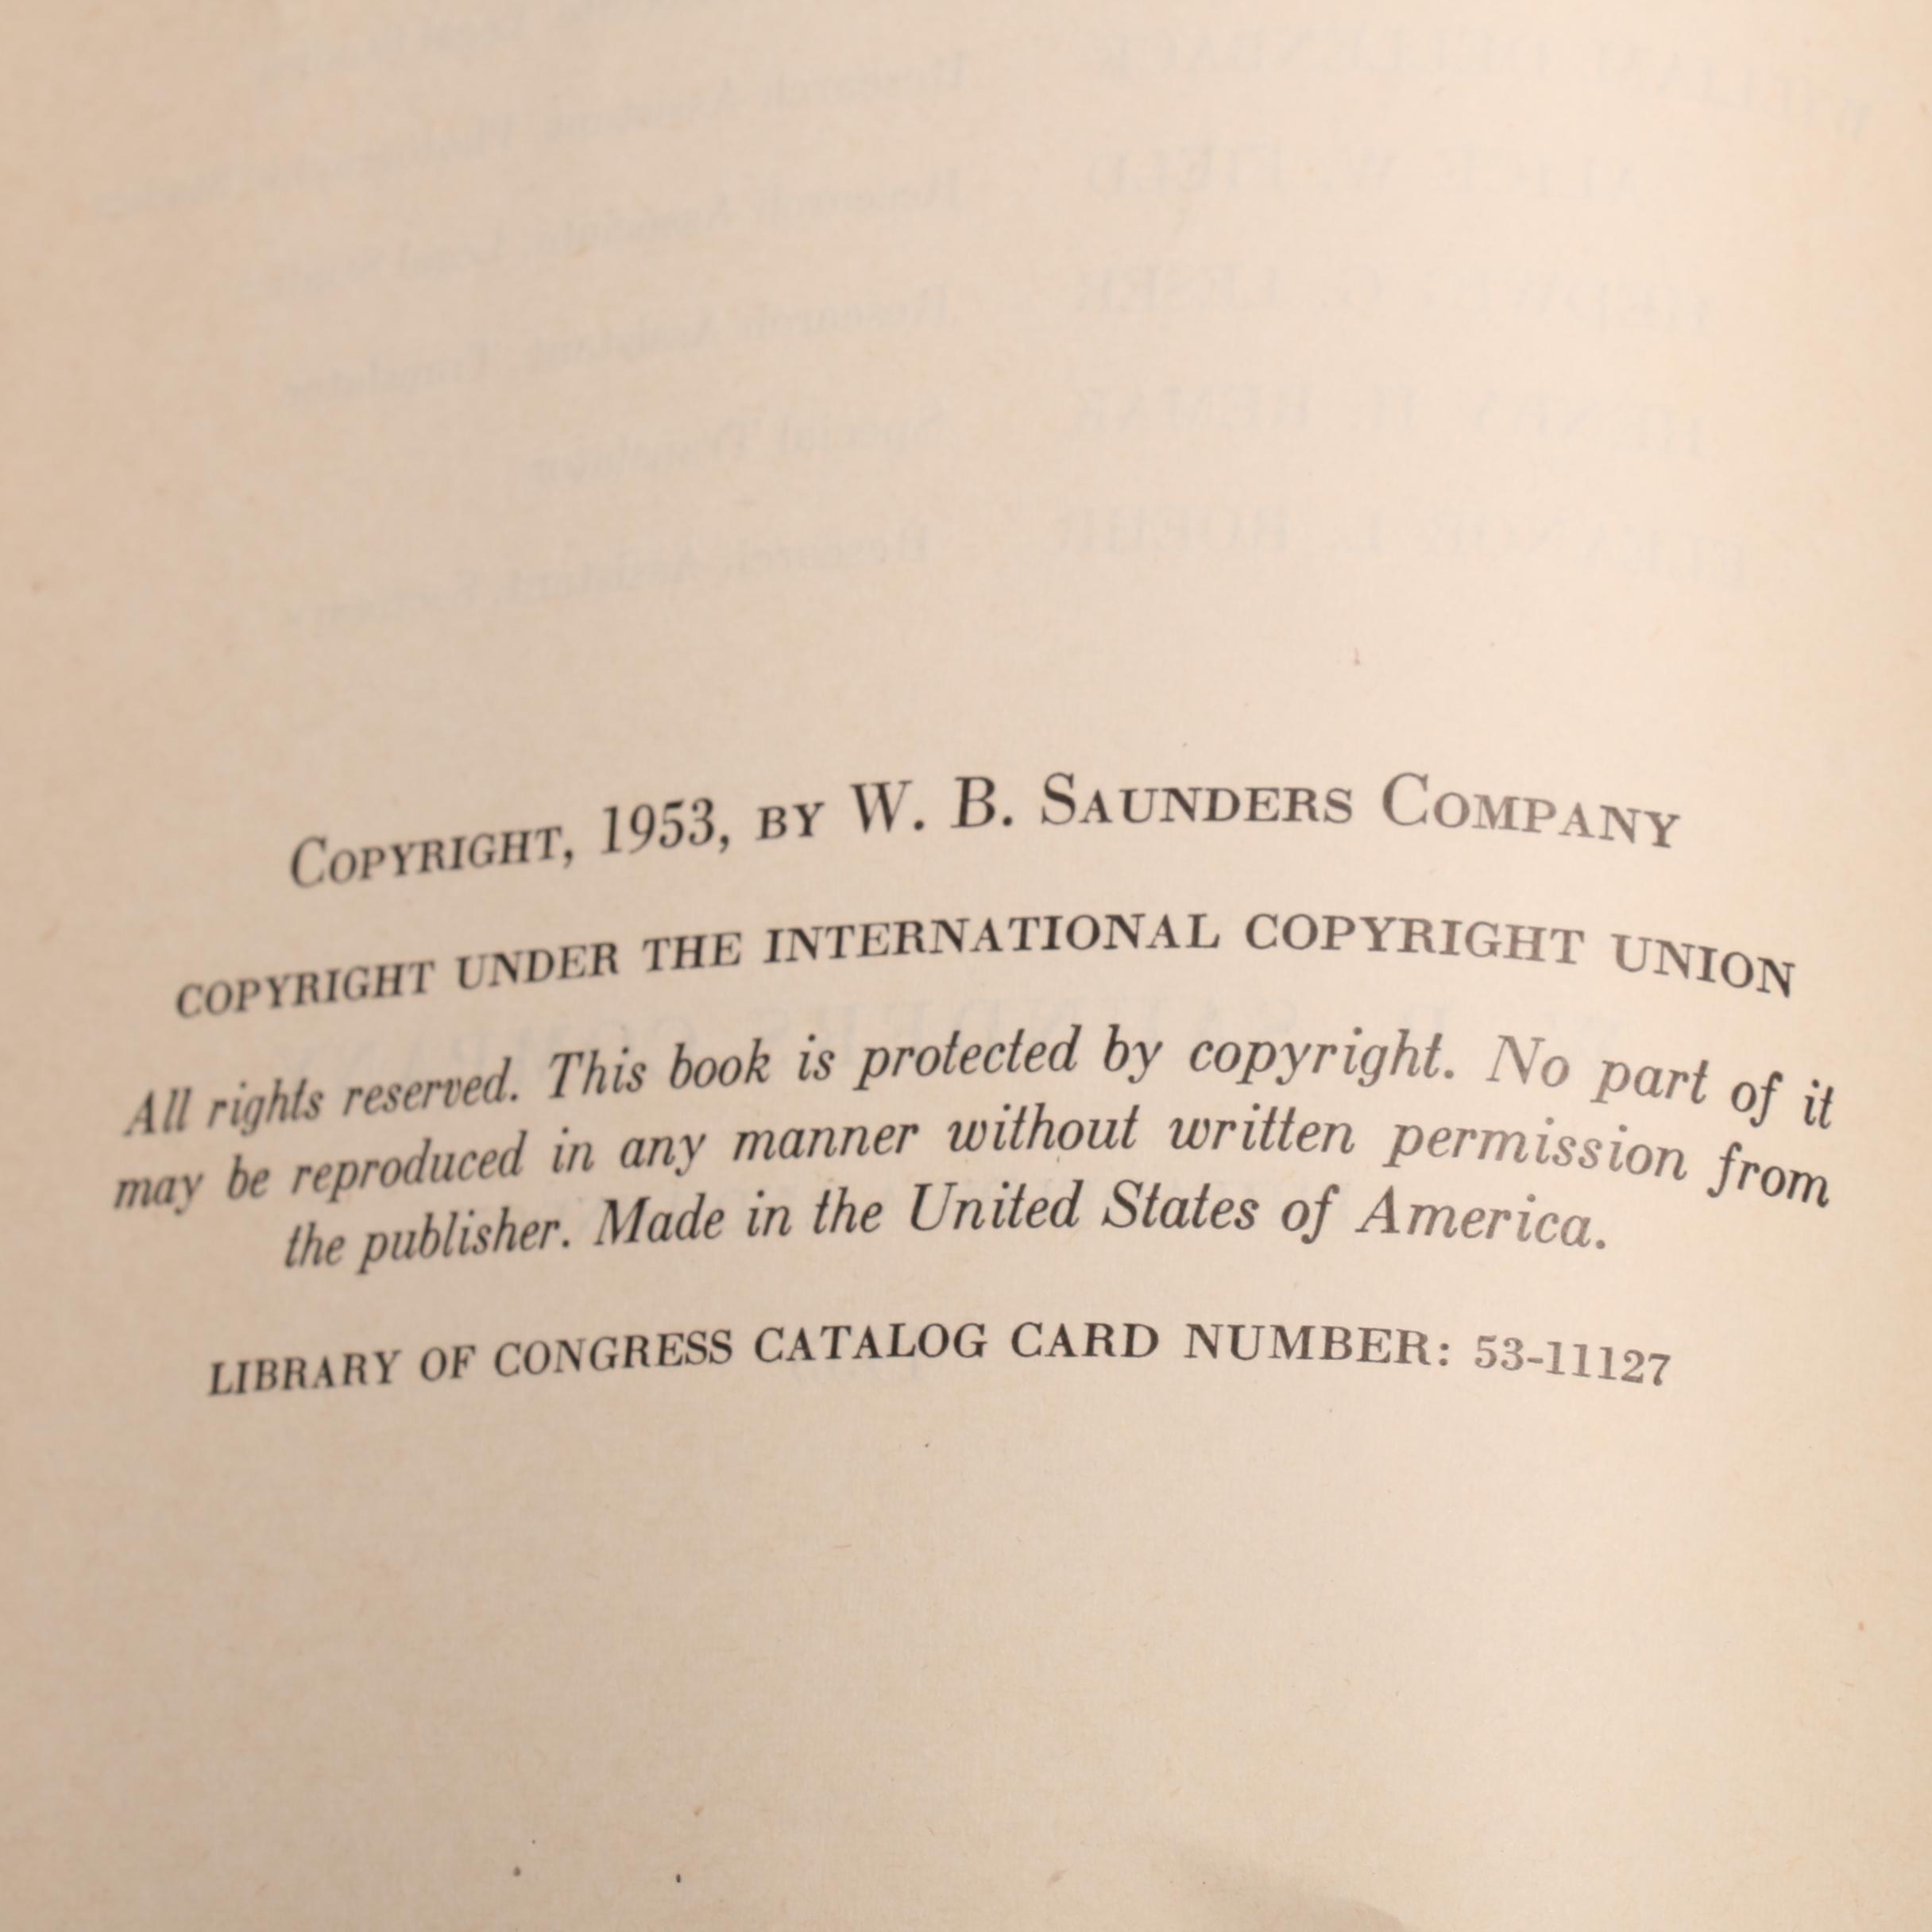 COPYRIGHT, 1953, BY W. B. SAUNDERS COMPANY
COPYRIGHT UNDER THE INTERNATIONAL COPYRIGHT UNION
All rights reserved. This book is protected by copyright. No part of it
may be reproduced in any manner without written permission from
the publisher. Made in the United States of America.
LIBRARY OF CONGRESS CATALOG CARD NUMBER: 53-11127